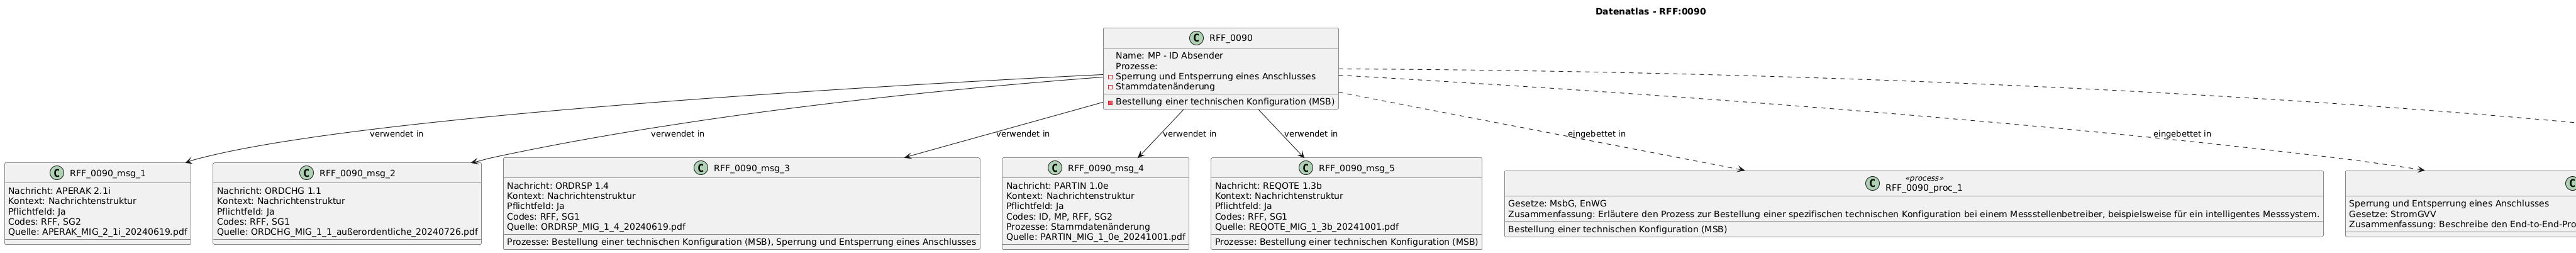 Datenatlas - RFF:0090
C RFF_0090
Name: MP - ID Absender
Prozesse:
Sperrung und Entsperrung eines Anschlusses
Stammdatenänderung
Bestellung einer technischen Konfiguration (MSB)
verwendet in
verwendet in
verwendet in
verwendet in
verwendet in
eingebettet in
eingebettet in
C RFF_0090_msg_1
Nachricht: APERAK 2.1i
Kontext: Nachrichtenstruktur
Pflichtfeld: Ja
Codes: RFF, SG2
Quelle: APERAK_MIG_2_1i_20240619.pdf
C RFF_0090_msg_2
Nachricht: ORDCHG 1.1
Kontext: Nachrichtenstruktur
Pflichtfeld: Ja
Codes: RFF, SG1
Quelle: ORDCHG_MIG_1_1_außerordentliche_20240726.pdf
C RFF_0090_msg_3
Nachricht: ORDRSP 1.4
Kontext: Nachrichtenstruktur
Pflichtfeld: Ja
Codes: RFF, SG1
Quelle: ORDRSP_MIG_1_4_20240619.pdf
Prozesse: Bestellung einer technischen Konfiguration (MSB), Sperrung und Entsperrung eines Anschlusses
C RFF_0090_msg_4
Nachricht: PARTIN 1.0e
Kontext: Nachrichtenstruktur
Pflichtfeld: Ja
Codes: ID, MP, RFF, SG2
Prozesse: Stammdatenänderung
Quelle: PARTIN_MIG_1_0e_20241001.pdf
C RFF_0090_msg_5
Nachricht: REQOTE 1.3b
Kontext: Nachrichtenstruktur
Pflichtfeld: Ja
Codes: RFF, SG1
Quelle: REQOTE_MIG_1_3b_20241001.pdf
Prozesse: Bestellung einer technischen Konfiguration (MSB)
«process»
C RFF_0090_proc_1
Gesetze: MsbG, EnWG
Zusammenfassung: Erläutere den Prozess zur Bestellung einer spezifischen technischen Konfiguration bei einem Messstellenbetreiber, beispielsweise für ein intelligentes Messsystem.
Bestellung einer technischen Konfiguration (MSB)
C
Sperrung und Entsperrung eines Anschlusses
Gesetze: StromGVV
Zusammenfassung: Beschreibe den End-to-End-Pro